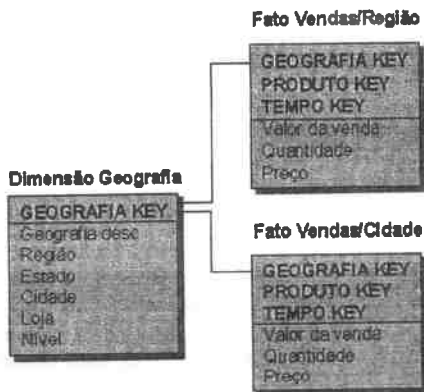 Fato Vendas/Região
GEOGRAFIA KEY
PRODUTO KEY
TEMPO KEY
Valor da venda
Quantidade
Preço
Dimensão Geografia
GEOGRAFIA KEY
Geografia desc
Região
Estado
Cidade
Loja
Nível
Fato Vendas/Cidade
GEOGRAFIA KEY
PRODUTO KEY
TEMPO KEY
Valor da venda
Quantidade
Preço